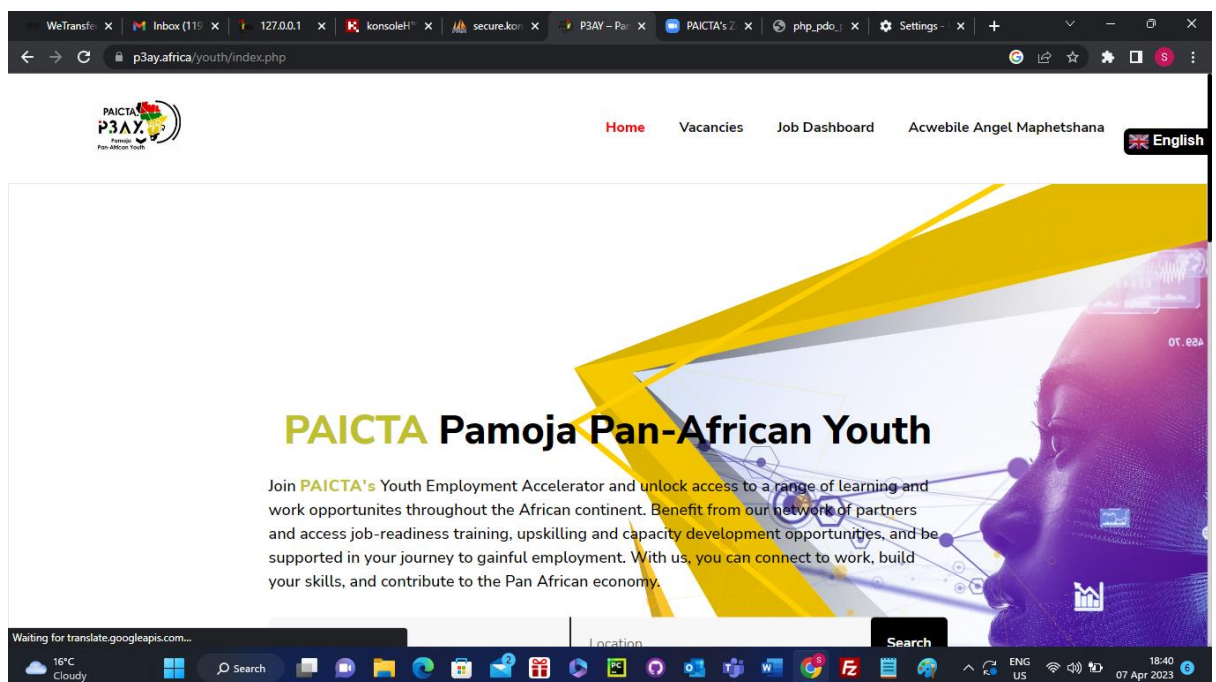 WeTransfe
Inbox (119
127.0.0.1
konsoleH
secure.kon
P3AY – Par
PAICTA's Z
php_pdo_
Settings -
p3ay.africa/youth/index.php
S
PAICTA
P3AY
Pamoja
Pan-African Youth
Home
Vacancies
Job Dashboard
Acwebile Angel Maphetshana
English
459.70
PAICTA Pamoja Pan-African Youth
Join PAICTA's Youth Employment Accelerator and unlock access to a range of learning and
work opportunites throughout the African continent. Benefit from our network of partners
and access job-readiness training, upskilling and capacity development opportunities, and be
supported in your journey to gainful employment. With us, you can connect to work, build
your skills, and contribute to the Pan African economy.
Location
Search
Waiting for translate.googleapis.com...
16°C
Cloudy
Search
ENG
US
18:40
07 Apr 2023
6